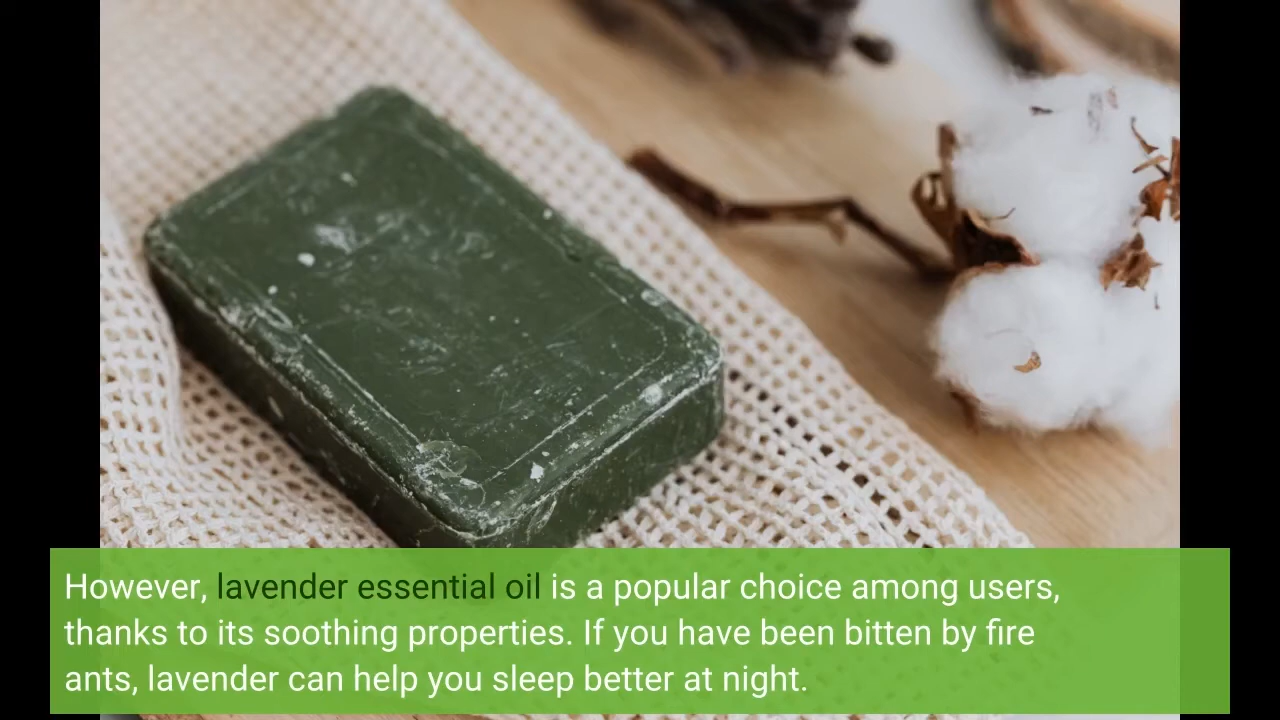 However, lavender essential oil is a popular choice among users,
thanks to its soothing properties. If you have been bitten by fire
ants, lavender can help you sleep better at night.